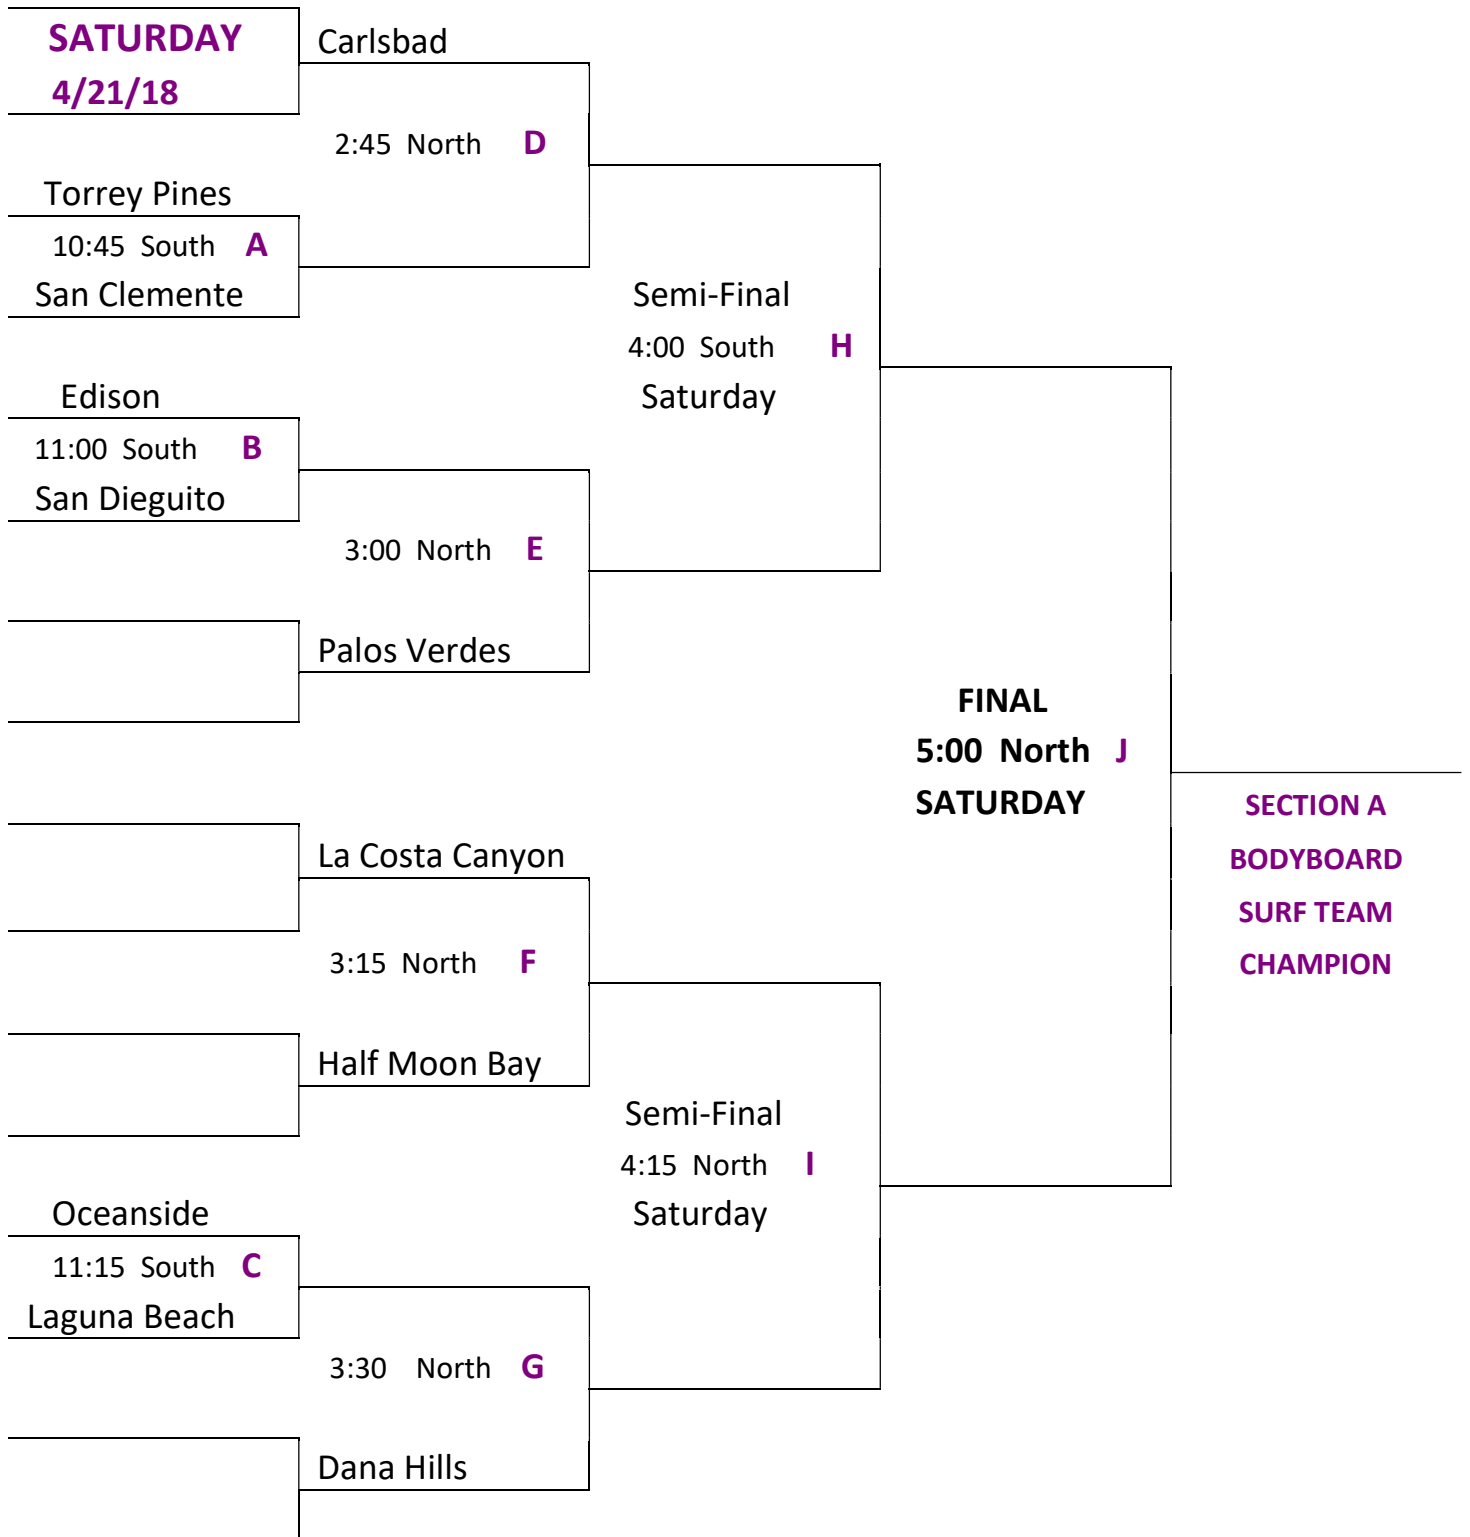 SATURDAY
4/21/18
Carlsbad
2:45 North D
Torrey Pines
10:45 South A
San Clemente
Semi-Final
4:00 South H
Saturday
Edison
11:00 South B
San Dieguito
3:00 North E
Palos Verdes
FINAL
5:00 North J
SATURDAY
SECTION A
BODYBOARD
SURF TEAM
CHAMPION
La Costa Canyon
3:15 North F
Half Moon Bay
Semi-Final
4:15 North I
Saturday
Oceanside
11:15 South C
Laguna Beach
3:30 North G
Dana Hills